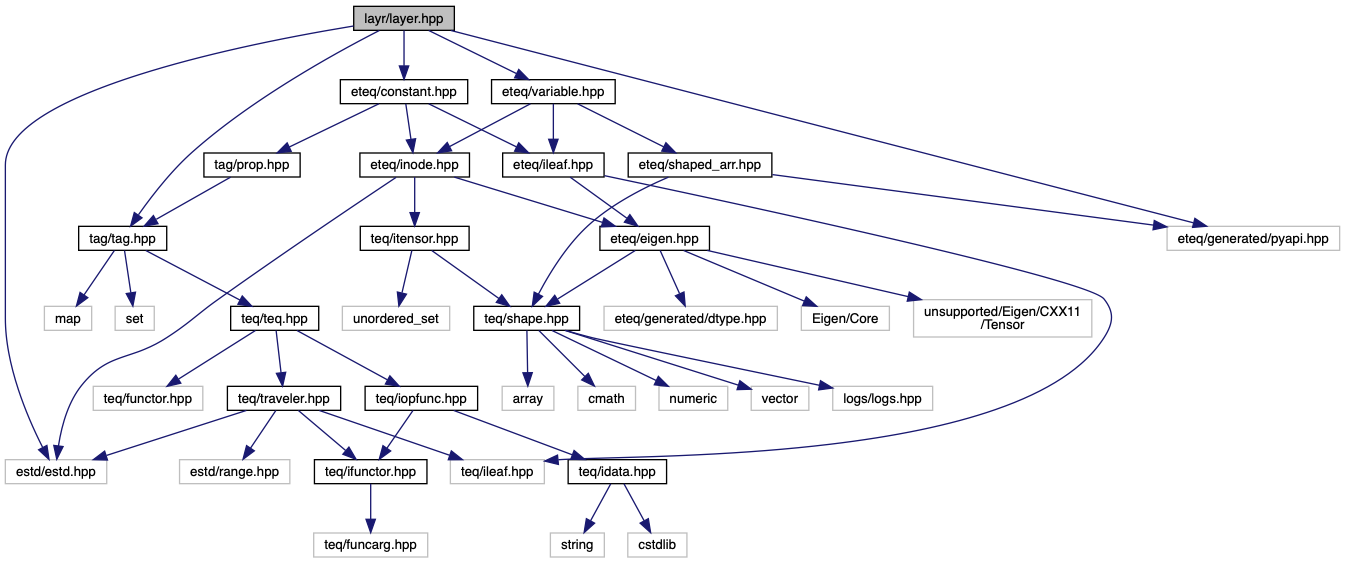 layr/layer.hpp
eteq/constant.hpp
eteq/variable.hpp
tag/prop.hpp
eteq/inode.hpp
eteq/ileaf.hpp
eteq/shaped_arr.hpp
tag/tag.hpp
teq/itensor.hpp
eteq/eigen.hpp
eteq/generated/pyapi.hpp
map
set
teq/teq.hpp
unordered_set
teq/shape.hpp
eteq/generated/dtype.hpp
Eigen/Core
unsupported/Eigen/CXX11
/Tensor
teq/functor.hpp
teq/traveler.hpp
teq/iopfunc.hpp
array
cmath
numeric
vector
logs/logs.hpp
estd/estd.hpp
estd/range.hpp
teq/ifunctor.hpp
teq/ileaf.hpp
teq/idata.hpp
teq/funcarg.hpp
string
cstdlib